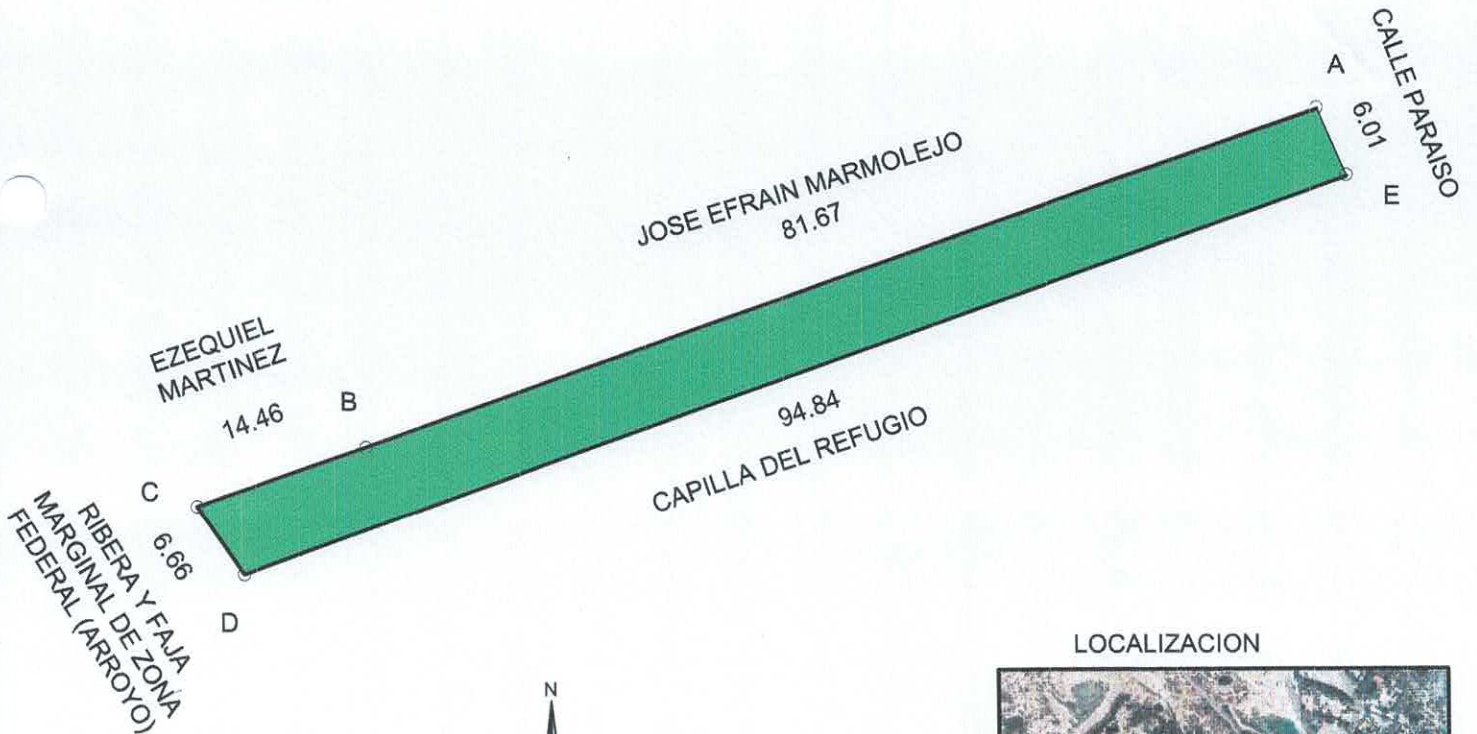 CALLE PARAISO
A
6.01
E
JOSE EFRAIN MARMOLEJO
81.67
EZEQUIEL
MARTINEZ
14.46
B
94.84
CAPILLA DEL REFUGIO
C
6.66
D
RIBERA Y FAJA
MARGINAL DE ZONA
FEDERAL (ARROYO)
N
LOCALIZACION